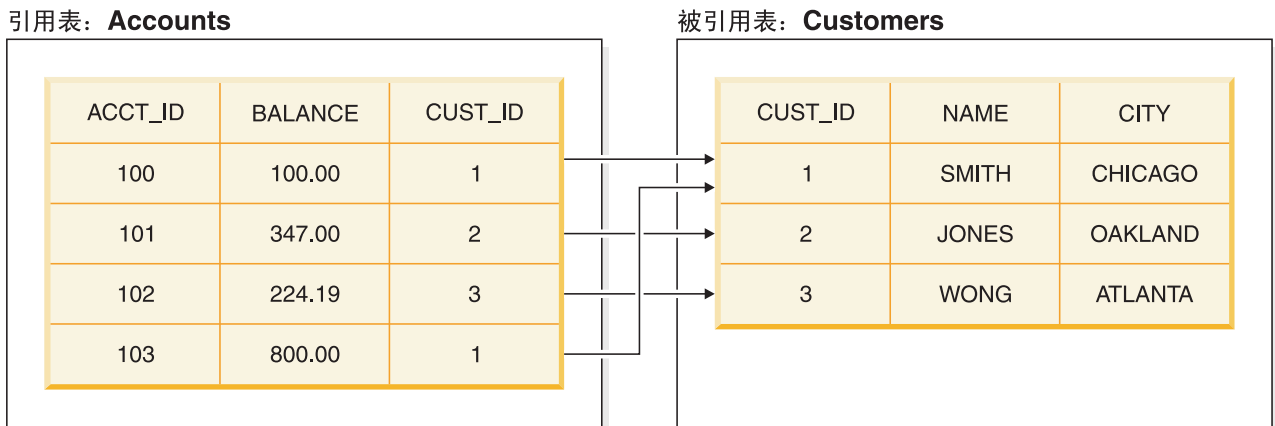 引用表：Accounts
ACCT_ID BALANCE CUST_ID
100 100.00 1
101 347.00 2
102 224.19 3
103 800.00 1
被引用表：Customers
CUST_ID NAME CITY
1 SMITH CHICAGO
2 JONES OAKLAND
3 WONG ATLANTA